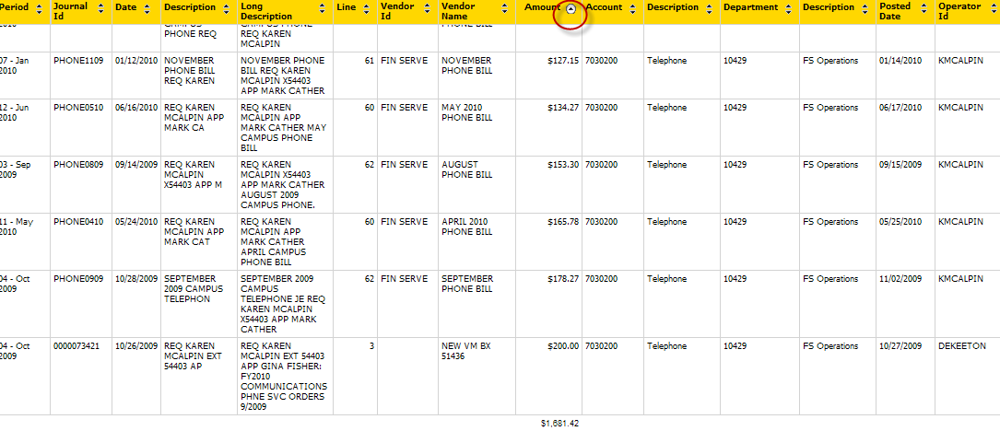 Period Journal Id Date Description Long Description Line Vendor Id Vendor Name Amount Account Description Department Description Posted Date Operator Id
PHONE REQ
REQ KAREN
MCALPIN
07 - Jan PHONE1109 01/12/2010 NOVEMBER NOVEMBER PHONE 61 FIN SERVE NOVEMBER $127.15 7030200 Telephone 10429 FS Operations 01/14/2010 KMCALPIN
2010 PHONE BILL BILL REQ KAREN PHONE BILL
REQ KAREN MCALPIN X54403
APP MARK CATHER
12 - Jun PHONE0510 06/16/2010 REQ KAREN REQ KAREN 60 FIN SERVE MAY 2010 $134.27 7030200 Telephone 10429 FS Operations 06/17/2010 KMCALPIN
2010 MCALPIN APP MCALPIN APP PHONE BILL
MARK CA MARK CATHER MAY
CAMPUS PHONE
BILL
03 - Sep PHONE0809 09/14/2009 REQ KAREN REQ KAREN 62 FIN SERVE AUGUST $153.30 7030200 Telephone 10429 FS Operations 09/15/2009 KMCALPIN
2009 MCALPIN MCALPIN X54403 PHONE BILL
X54403 APP M APP MARK CATHER
AUGUST 2009
CAMPUS PHONE.
11 - May PHONE0410 05/24/2010 REQ KAREN REQ KAREN 60 FIN SERVE APRIL 2010 $165.78 7030200 Telephone 10429 FS Operations 05/25/2010 KMCALPIN
2010 MCALPIN APP MCALPIN APP PHONE BILL
MARK CAT MARK CATHER
APRIL CAMPUS
PHONE BILL
04 - Oct PHONE0909 10/28/2009 SEPTEMBER SEPTEMBER 2009 62 FIN SERVE SEPTEMBER $178.27 7030200 Telephone 10429 FS Operations 11/02/2009 KMCALPIN
2009 2009 CAMPUS CAMPUS PHONE BILL
TELEPHON TELEPHONE JE REQ
KAREN MCALPIN
X54403 APP MARK
CATHER
04 - Oct 0000073421 10/26/2009 REQ KAREN REQ KAREN 3 NEW VM BX $200.00 7030200 Telephone 10429 FS Operations 10/27/2009 DEKEETON
2009 MCALPIN EXT MCALPIN EXT 54403 51436
54403 AP APP GINA FISHER:
FY2010
COMMUNICATIONS
PHNE SVC ORDERS
9/2009
$1,681.42